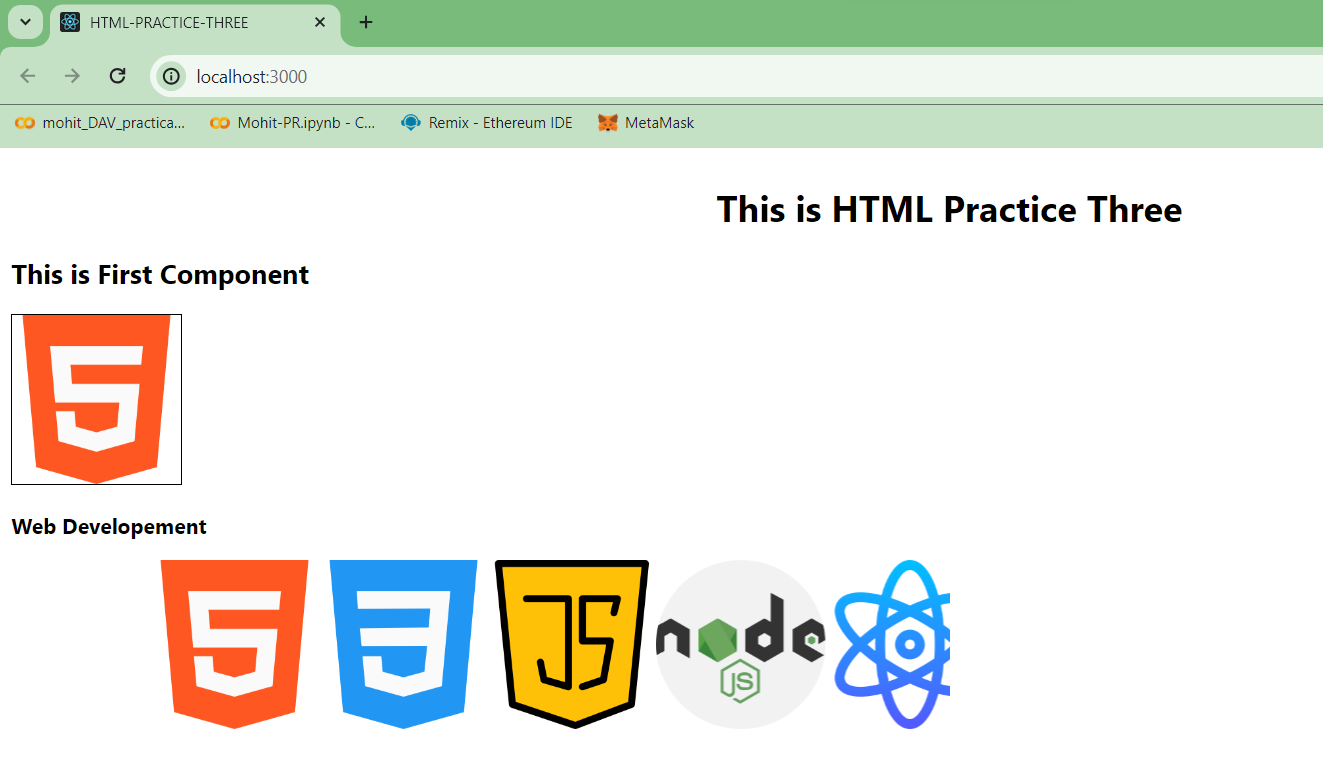 HTML-PRACTICE-THREE
localhost:3000
mohit_DAV_practica... Mohit-PR.ipynb - C... Remix - Ethereum IDE MetaMask
This is HTML Practice Three
This is First Component
5
Web Developement
5 3 JS node JS